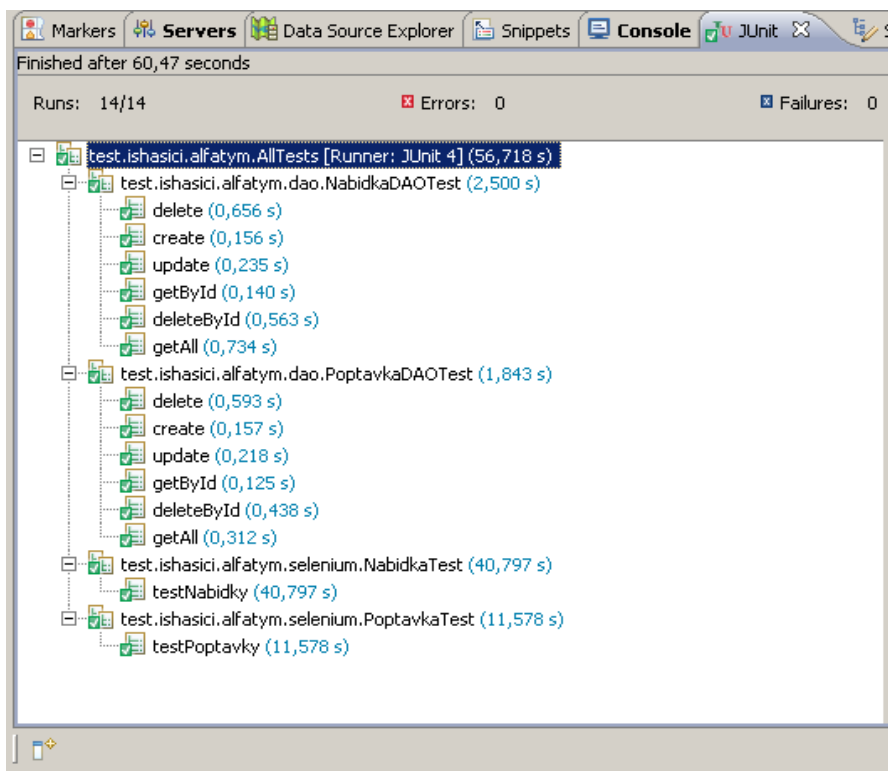 Markers Servers Data Source Explorer Snippets Console JUnit
Finished after 60,47 seconds
Runs: 14/14 Errors: 0 Failures: 0
test.ishasici.alfatym.AllTests [Runner: JUnit 4] (56,718 s)
test.ishasici.alfatym.dao.NabidkaDAOTest (2,500 s)
delete (0,656 s)
create (0,156 s)
update (0,235 s)
getById (0,140 s)
deleteById (0,563 s)
getAll (0,734 s)
test.ishasici.alfatym.dao.PoptavkaDAOTest (1,843 s)
delete (0,593 s)
create (0,157 s)
update (0,218 s)
getById (0,125 s)
deleteById (0,438 s)
getAll (0,312 s)
test.ishasici.alfatym.selenium.NabidkaTest (40,797 s)
testNabidky (40,797 s)
test.ishasici.alfatym.selenium.PoptavkaTest (11,578 s)
testPoptavky (11,578 s)